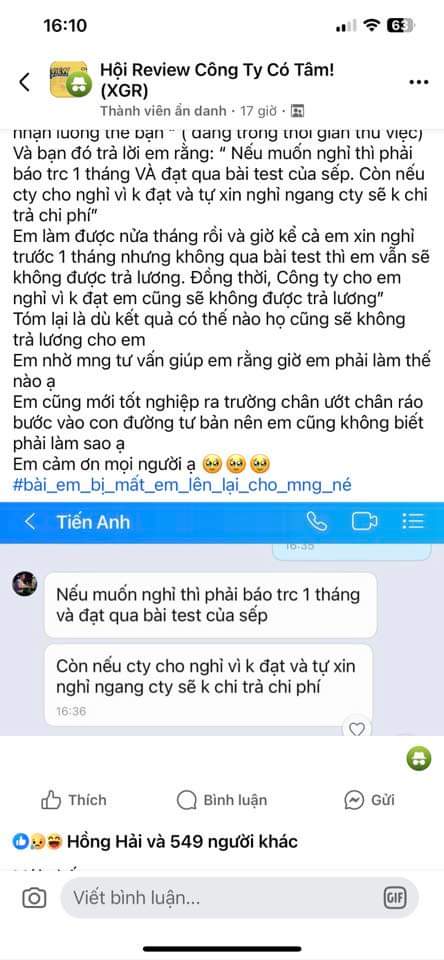 16:10
63
Hội Review Công Ty Có Tâm!
(XGR)
Thành viên ẩn danh · 17 giờ ·
nhận lương thế bạn “ ( đang trong thời gian thử việc)
Và bạn đó trả lời em rằng: “ Nếu muốn nghỉ thì phải
báo trc 1 tháng VÀ đạt qua bài test của sếp. Còn nếu
cty cho nghỉ vì k đạt và tự xin nghỉ ngang cty sẽ k chi
trả chi phí”
Em làm được nửa tháng rồi và giờ kể cả em xin nghỉ
trước 1 tháng nhưng không qua bài test thì em vẫn sẽ
không được trả lương. Đồng thời, Công ty cho em
nghỉ vì k đạt em cũng sẽ không được trả lương”
Tóm lại là dù kết quả có thế nào họ cũng sẽ không
trả lương cho em
Em nhờ mng tư vấn giúp em rằng giờ em phải làm thế
nào ạ
Em cũng mới tốt nghiệp ra trường chân ướt chân ráo
bước vào con đường tư bản nên em cũng không biết
phải làm sao ạ
Em cảm ơn mọi người ạ 🥹🥹🥹
#bài_em_bị_mất_em_lên_lại_cho_mng_né
Tiến Anh
16:35
Nếu muốn nghỉ thì phải báo trc 1 tháng
và đạt qua bài test của sếp
Còn nếu cty cho nghỉ vì k đạt và tự xin
nghỉ ngang cty sẽ k chi trả chi phí
16:36
Thích
Bình luận
Gửi
Hồng Hải và 549 người khác
Viết bình luận...
GIF